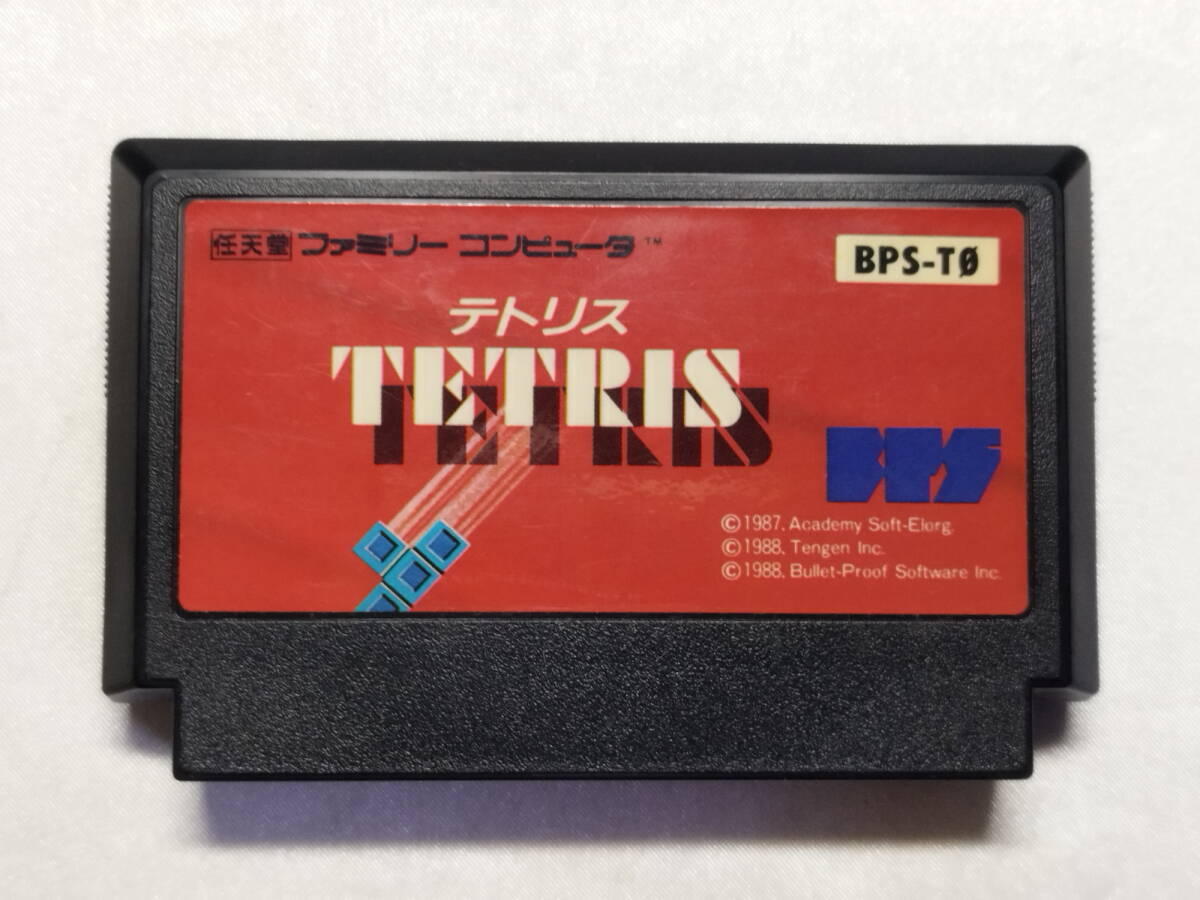 任天堂 ファミリー コンピュータ™
BPS-TØ
テトリス
TETRIS
TETRIS
BPS
©1987, Academy Soft-Elorg.
©1988, Tengen Inc.
©1988, Bullet-Proof Software Inc.